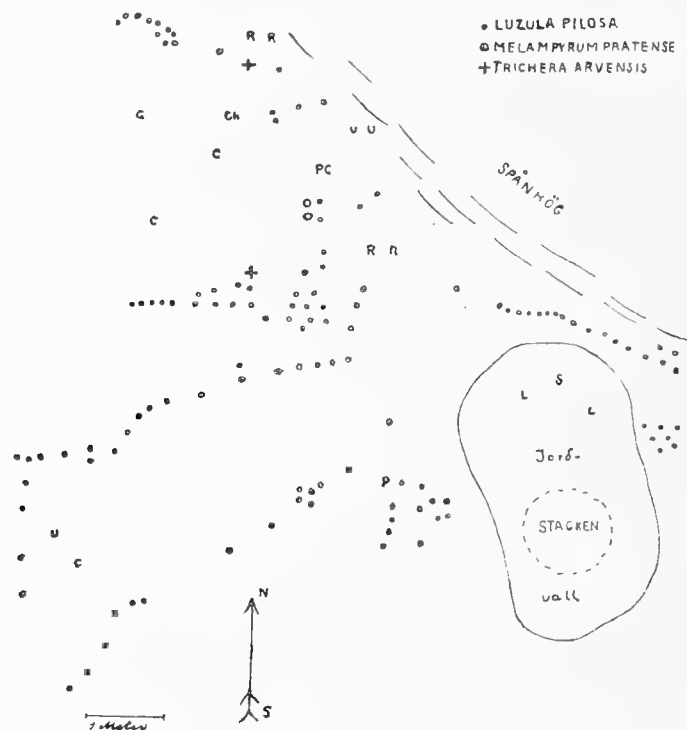 LUZULA PILOSA
MELAMPYRUM PRATENSE
TRICHERA ARVENSIS
R R
G Ch
U U
C
PC
SPÅNHÖG
C
R R
S
L L
Jord-
STACKEN
U
C
vall
N
S
1 Meter